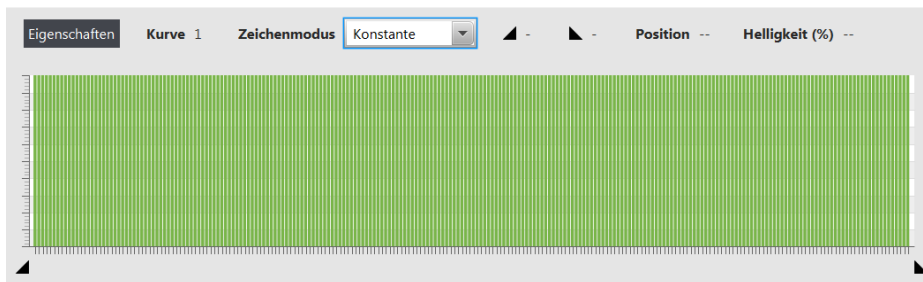 Eigenschaften Kurve 1 Zeichenmodus Konstante - - Position -- Helligkeit (%) --